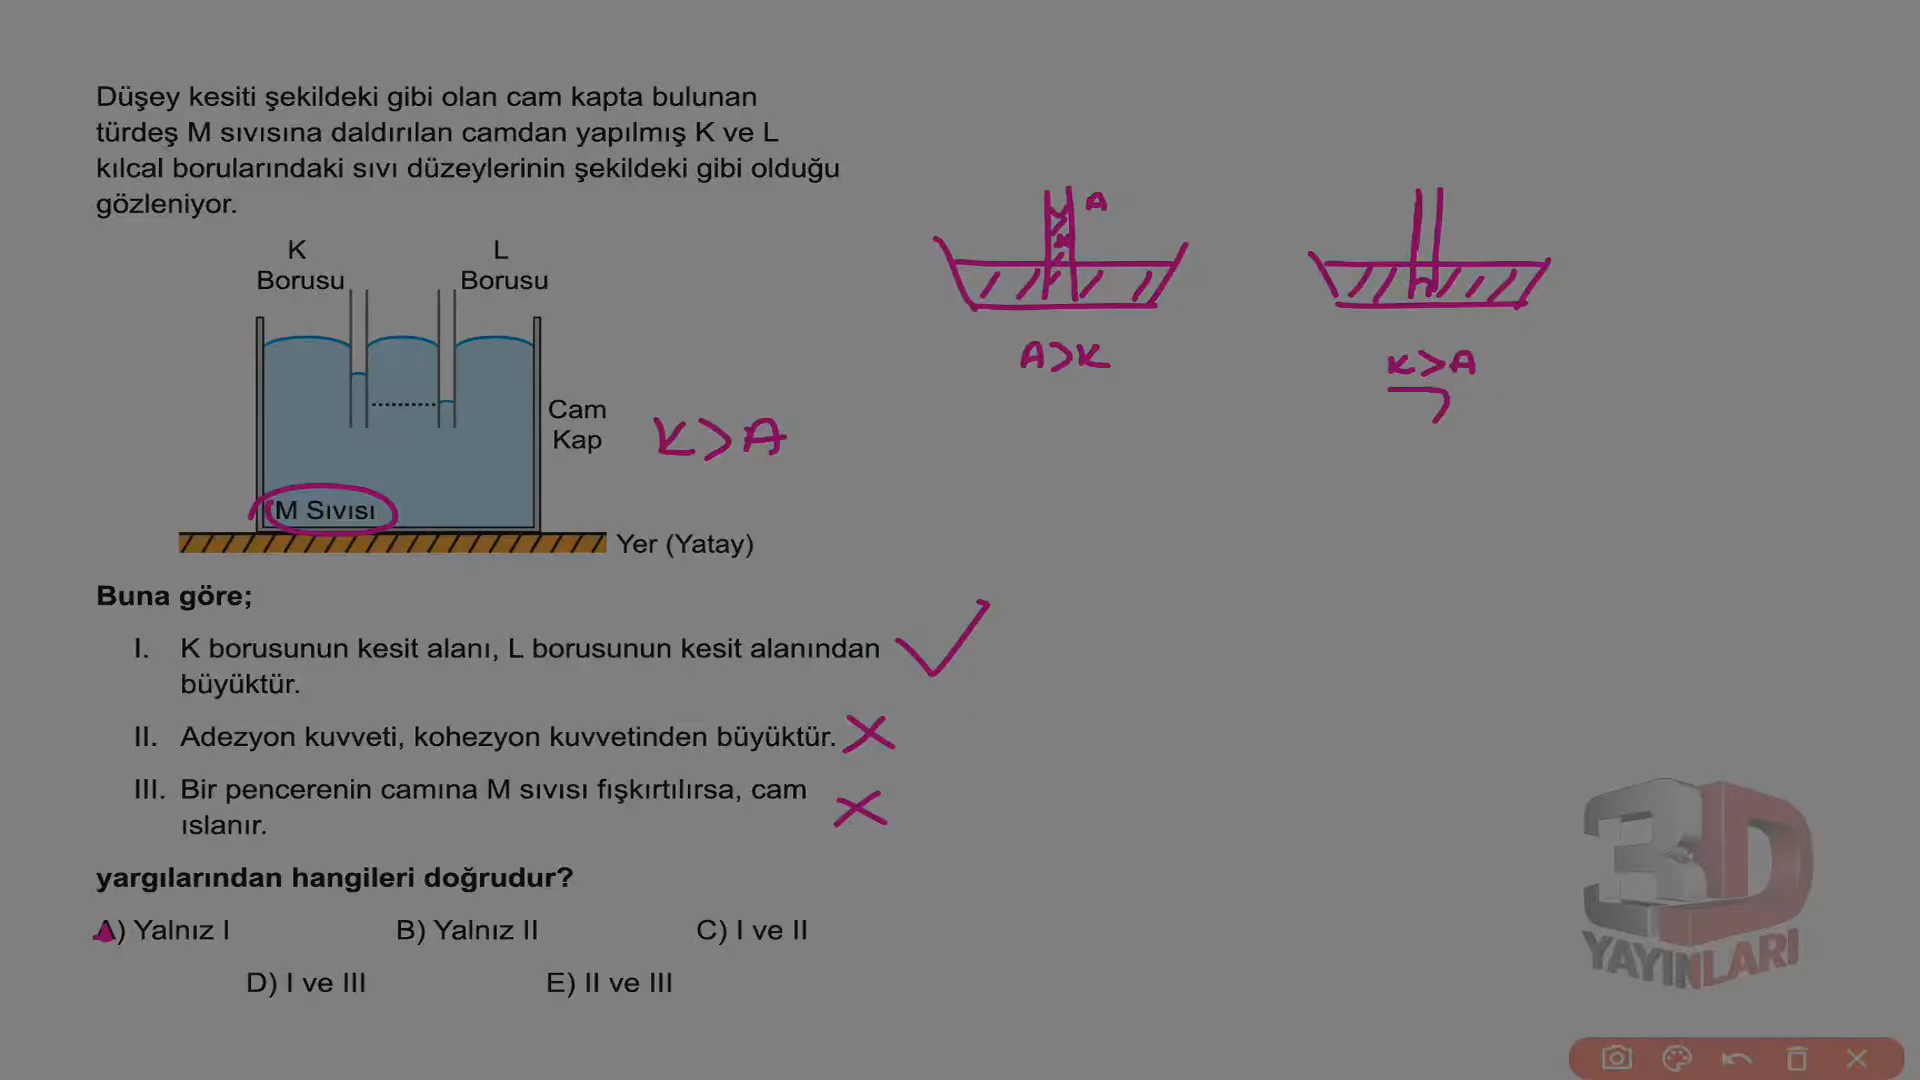 Düşey kesiti şekildeki gibi olan cam kapta bulunan
türdeş M sıvısına daldırılan camdan yapılmış K ve L
kılcal borularındaki sıvı düzeylerinin şekildeki gibi olduğu
gözleniyor.
K
Borusu
L
Borusu
Cam
Kap
M Sıvısı
Yer (Yatay)
K>A
A
A>K
K>A
Buna göre;
I. K borusunun kesit alanı, L borusunun kesit alanından
büyüktür.
II. Adezyon kuvveti, kohezyon kuvvetinden büyüktür.
III. Bir pencerenin camına M sıvısı fışkırtılırsa, cam
ıslanır.
yargılarından hangileri doğrudur?
A) Yalnız I B) Yalnız II C) I ve II
D) I ve III E) II ve III
3D
YAYINLARI